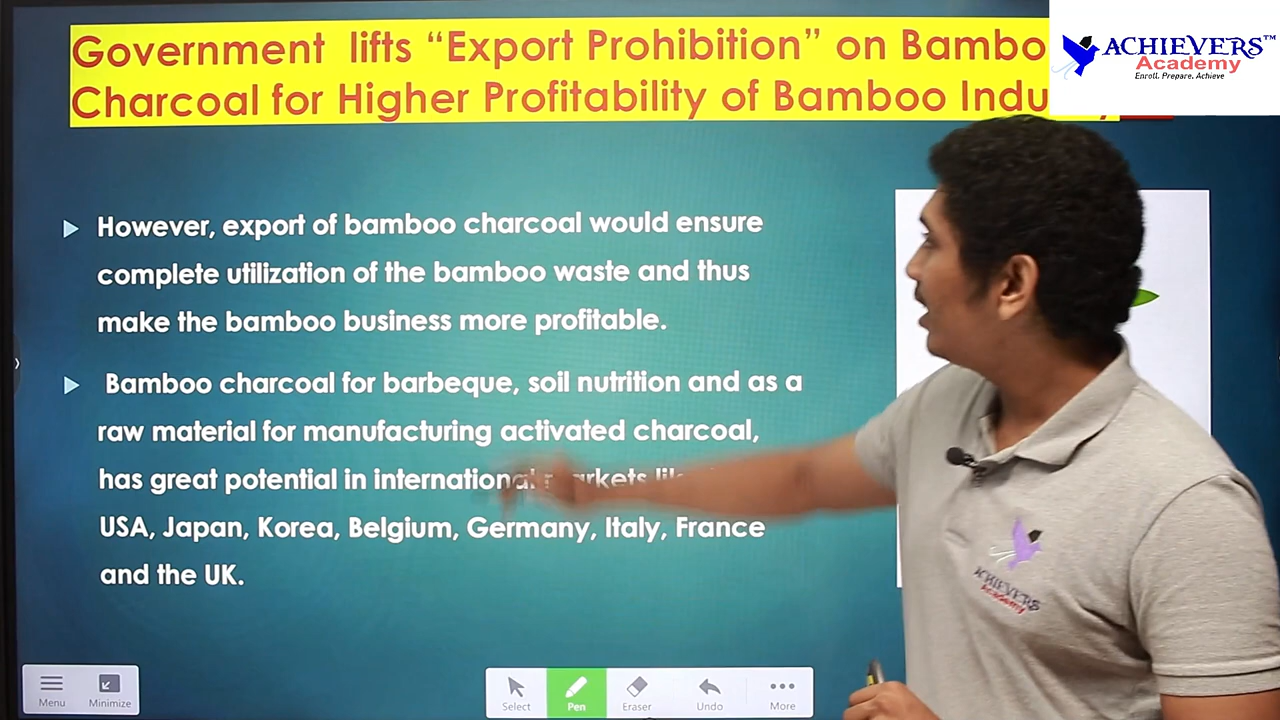 Government lifts “Export Prohibition” on
Charcoal for Higher Profitability of Bamboo
ACHIEVERS™
Academy
Enroll. Prepare. Achieve
However, export of bamboo charcoal would ensure
complete utilization of the bamboo waste and thus
make the bamboo business more profitable.
Bamboo charcoal for barbeque, soil nutrition and as a
raw material for manufacturing activated charcoal,
has great potential in international markets
USA, Japan, Korea, Belgium, Germany, Italy, France
and the UK.
ACHIEVERS
Academy
Menu
Minimize
Select
Pen
Eraser
Undo
More